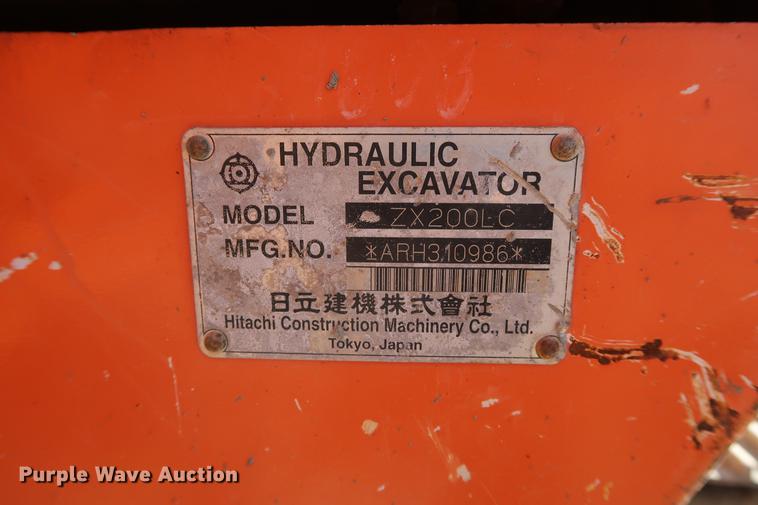 HYDRAULIC
EXCAVATOR
MODEL ZX200LC
MFG.NO. *ARH310986*
日立建機株式會社
Hitachi Construction Machinery Co., Ltd.
Tokyo, Japan
Purple Wave Auction